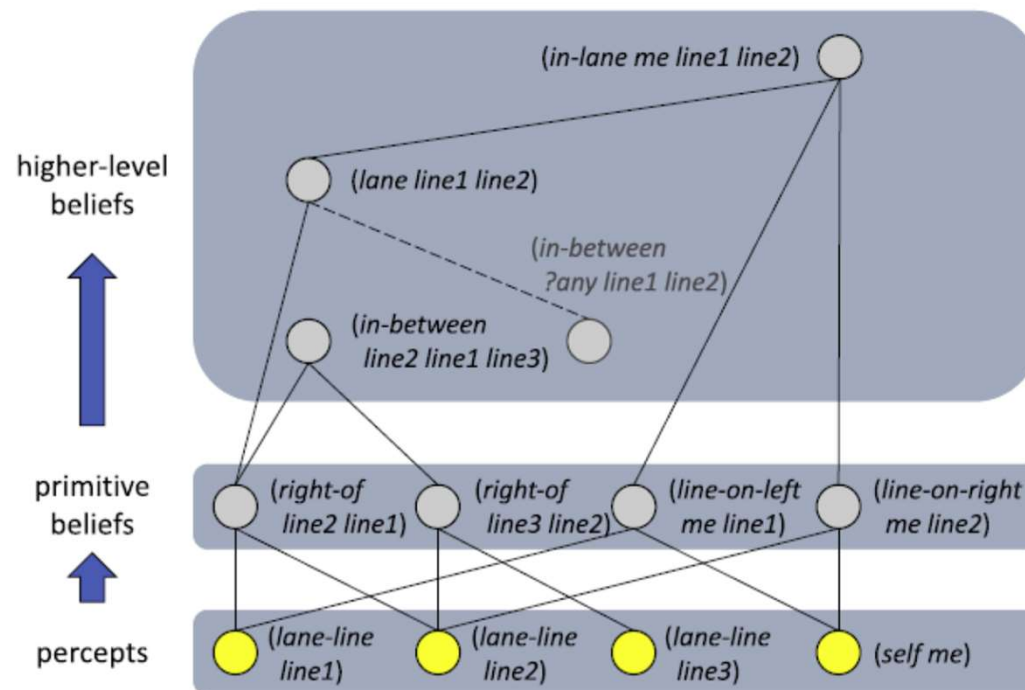 (in-lane me line1 line2)
higher-level
beliefs
(lane line1 line2)
(in-between
?any line1 line2)
(in-between
line2 line1 line3)
primitive
beliefs
(right-of
line2 line1)
(right-of
line3 line2)
(line-on-left
me line1)
(line-on-right
me line2)
percepts
(lane-line
line1)
(lane-line
line2)
(lane-line
line3)
(self me)